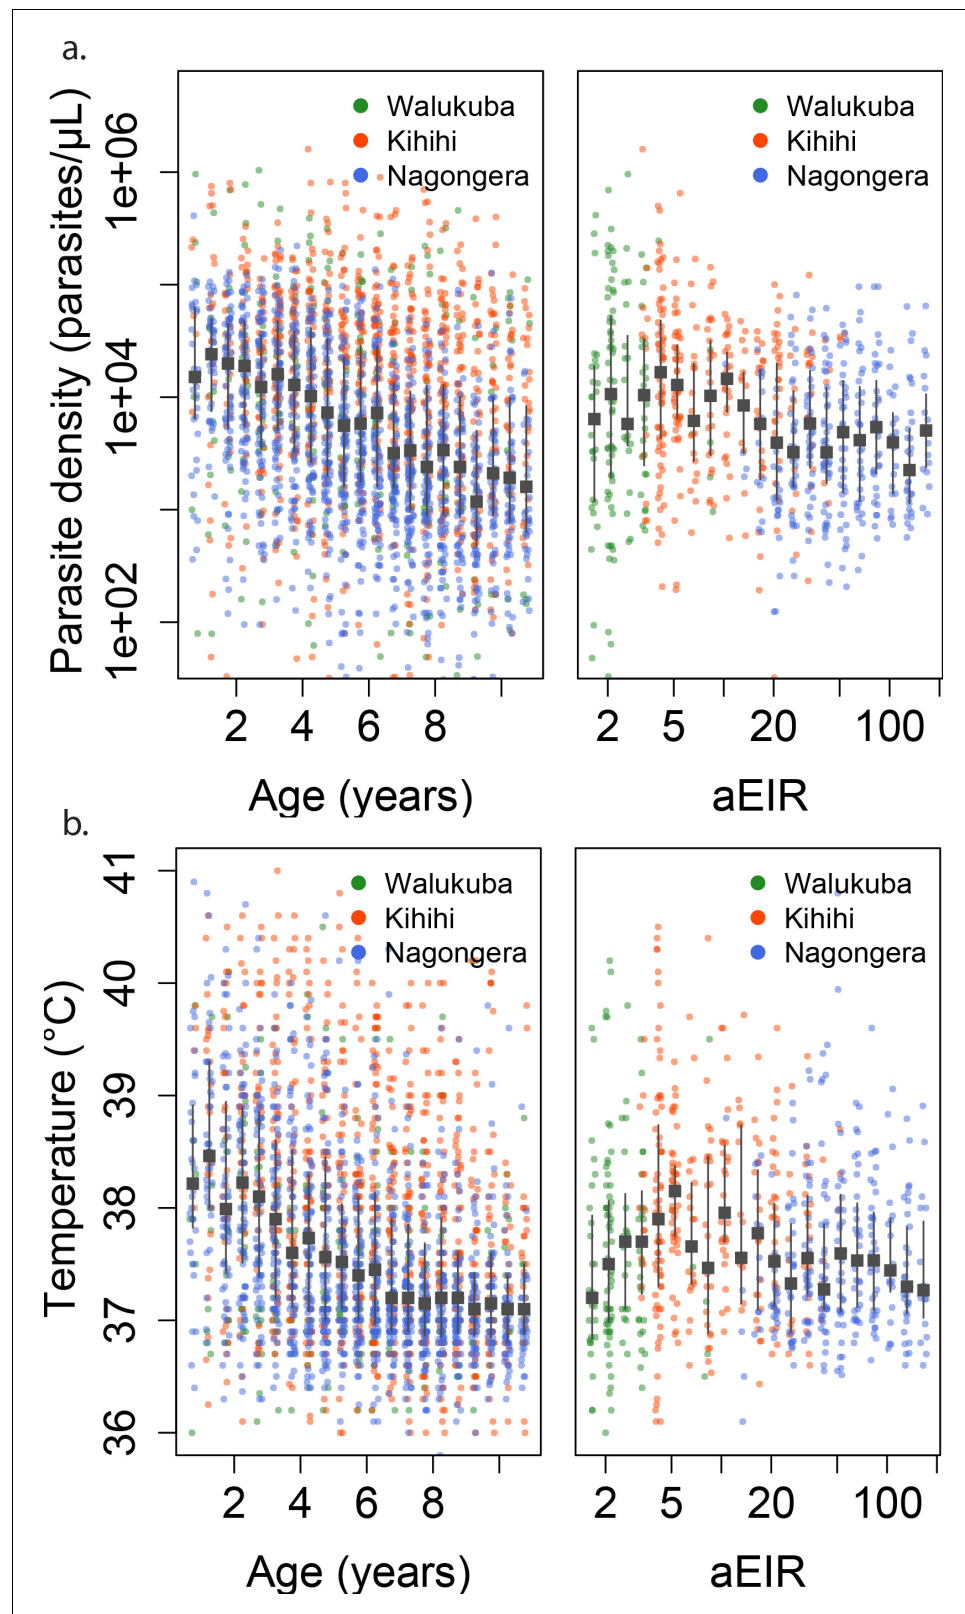 a.
Parasite density (parasites/µL)
1e+06
1e+04
1e+02
Walukuba
Kihihi
Nagongera
2 4 6 8
Age (years)
Walukuba
Kihihi
Nagongera
2 5 20 100
aEIR
b.
Temperature (°C)
41
40
39
38
37
36
Walukuba
Kihihi
Nagongera
2 4 6 8
Age (years)
Walukuba
Kihihi
Nagongera
2 5 20 100
aEIR